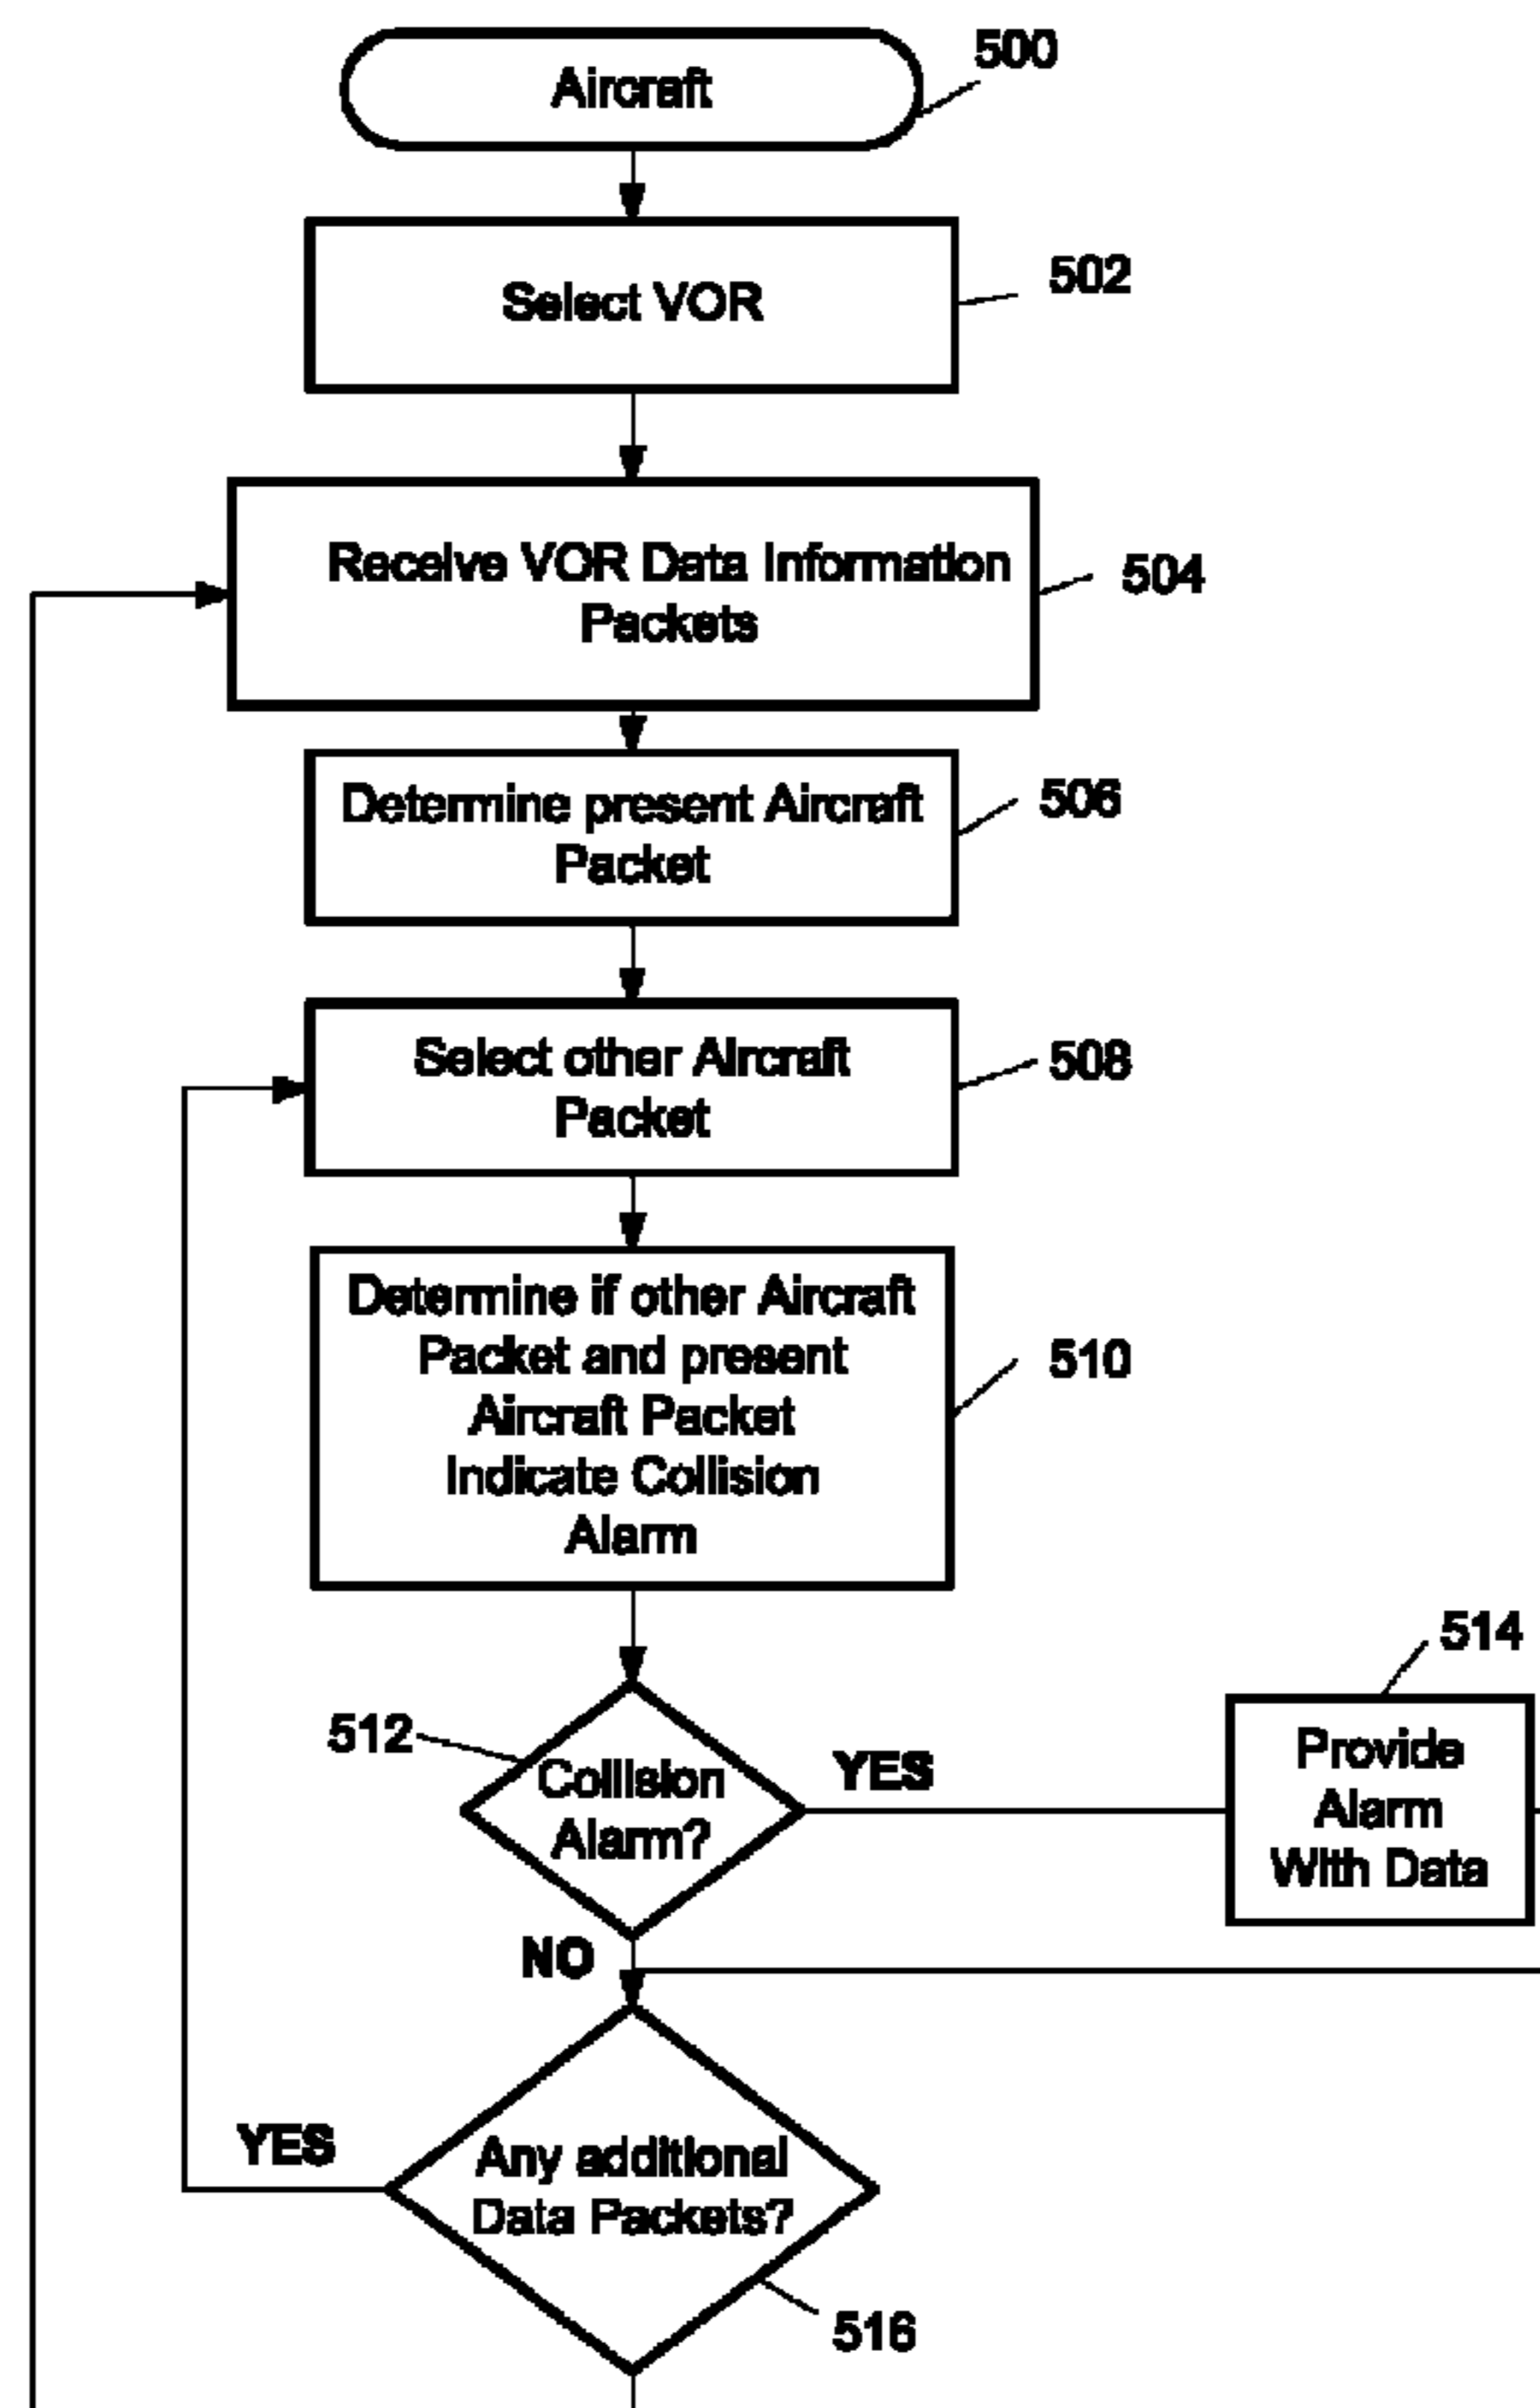 Aircraft
500
Select VOR
502
Receive VOR Data Information
Packets
504
Determine present Aircraft
Packet
506
Select other Aircraft
Packet
508
Determine if other Aircraft
Packet and present
Aircraft Packet
Indicate Collision
Alarm
510
512
Collision
Alarm?
YES
514
Provide
Alarm
With Data
NO
YES
Any additional
Data Packets?
516